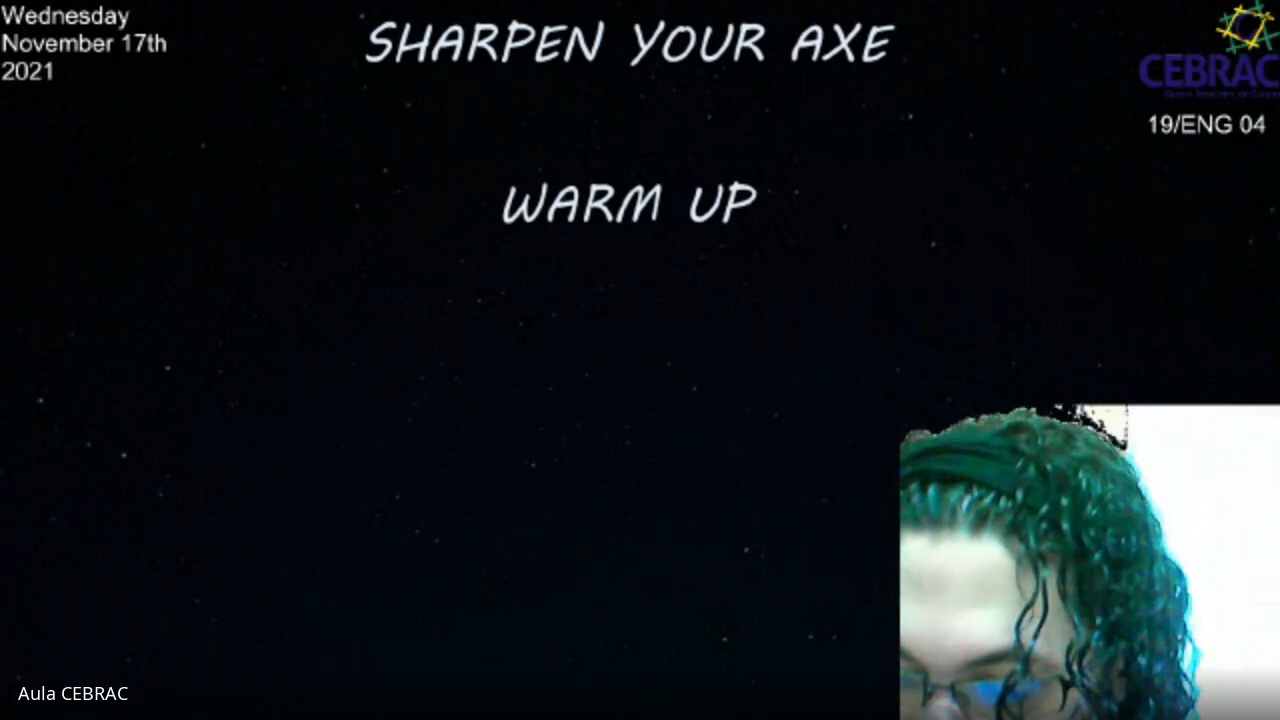 Wednesday
November 17th
2021
SHARPEN YOUR AXE
CEBRAC
19/ENG 04
WARM UP
Aula CEBRAC